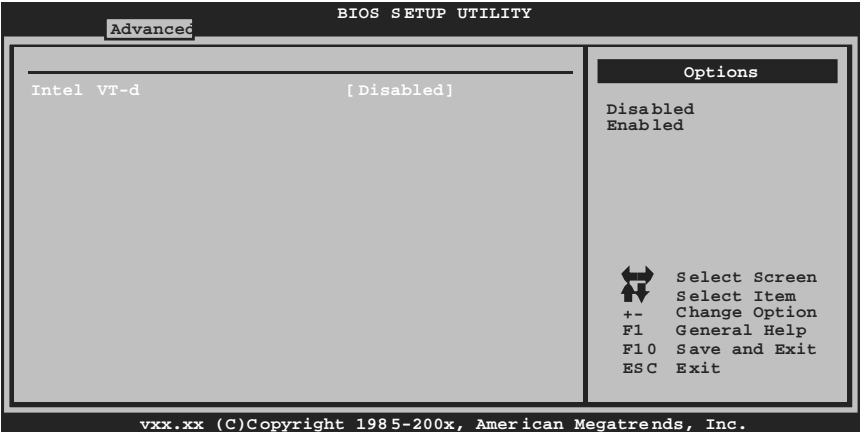 BIOS SETUP UTILITY
Advanced
Options
Intel VT-d [Disabled]
Disabled
Enabled
Select Screen
Select Item
+- Change Option
F1 General Help
F10 Save and Exit
ESC Exit
vxx.xx (C)Copyright 1985-200x, American Megatrends, Inc.